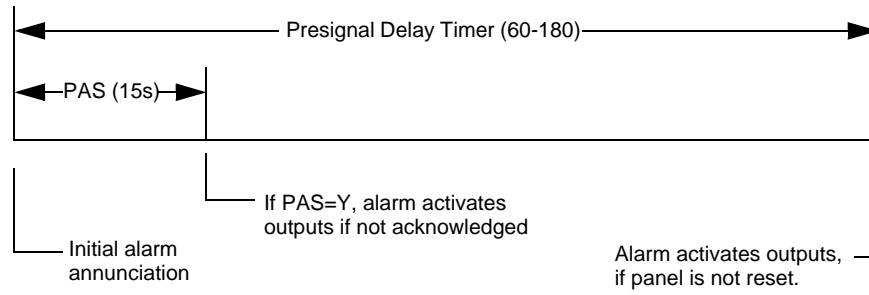 Presignal Delay Timer (60-180)
PAS (15s)
If PAS=Y, alarm activates
outputs if not acknowledged
Initial alarm
annunciation
Alarm activates outputs,
if panel is not reset.